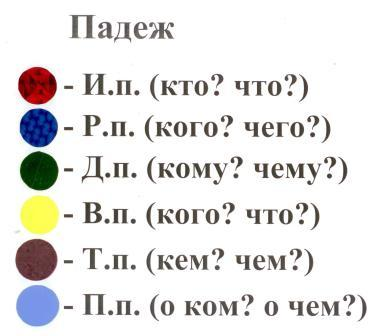 Падеж
- И.п. (кто? что?)
- Р.п. (кого? чего?)
- Д.п. (кому? чему?)
- В.п. (кого? что?)
- Т.п. (кем? чем?)
- П.п. (о ком? о чем?)